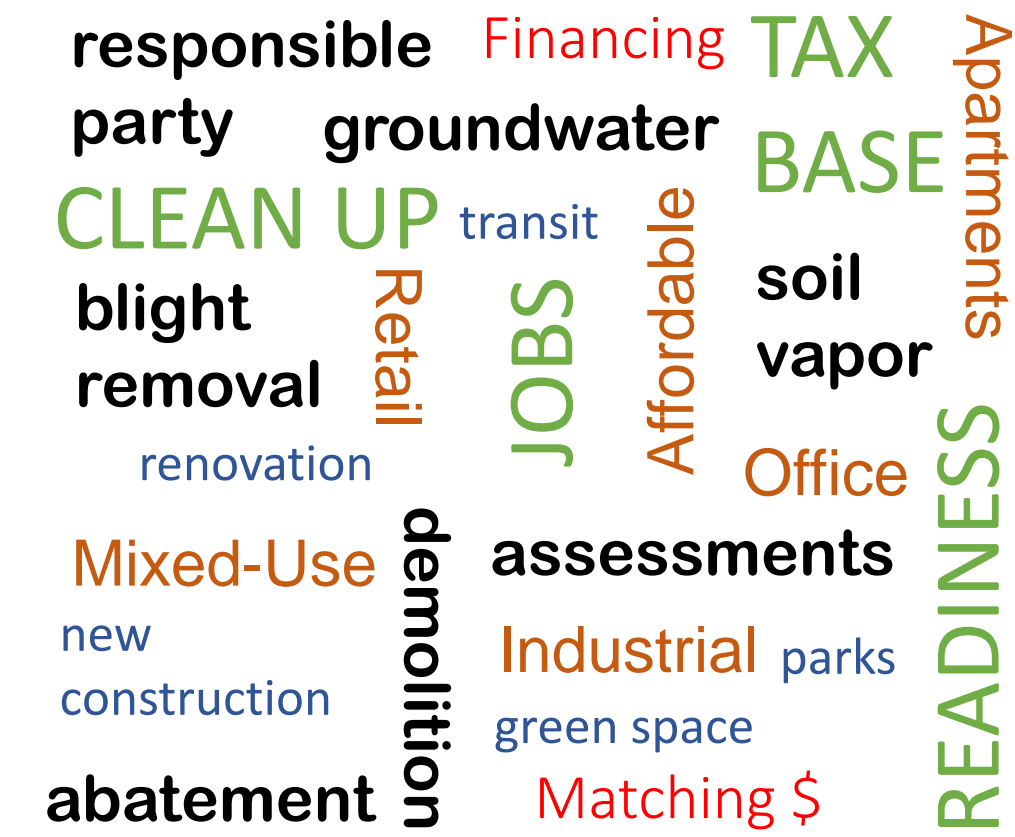 responsible
party
Financing
TAX
BASE
Apartments
groundwater
CLEAN UP
transit
Affordable
soil
vapor
blight
removal
Retail
JOBS
renovation
Office
READINESS
Mixed-Use
demolition
assessments
new
construction
Industrial
parks
green space
abatement
Matching $